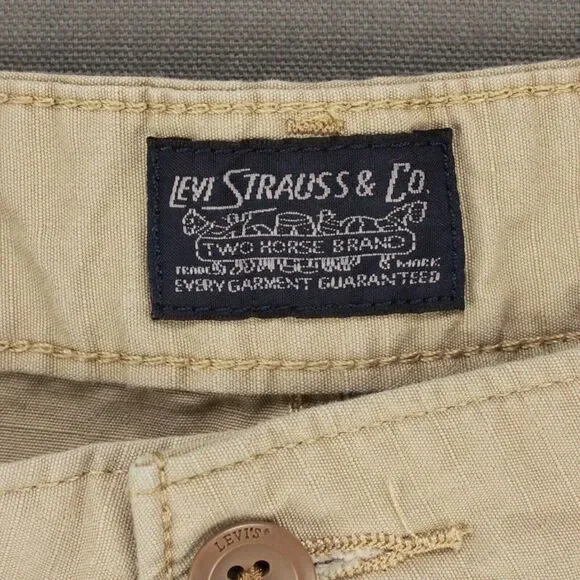 LEVI STRAUSS & CO.
TWO HORSE BRAND
TRADE & MARK
EVERY GARMENT GUARANTEED
LEVI'S®